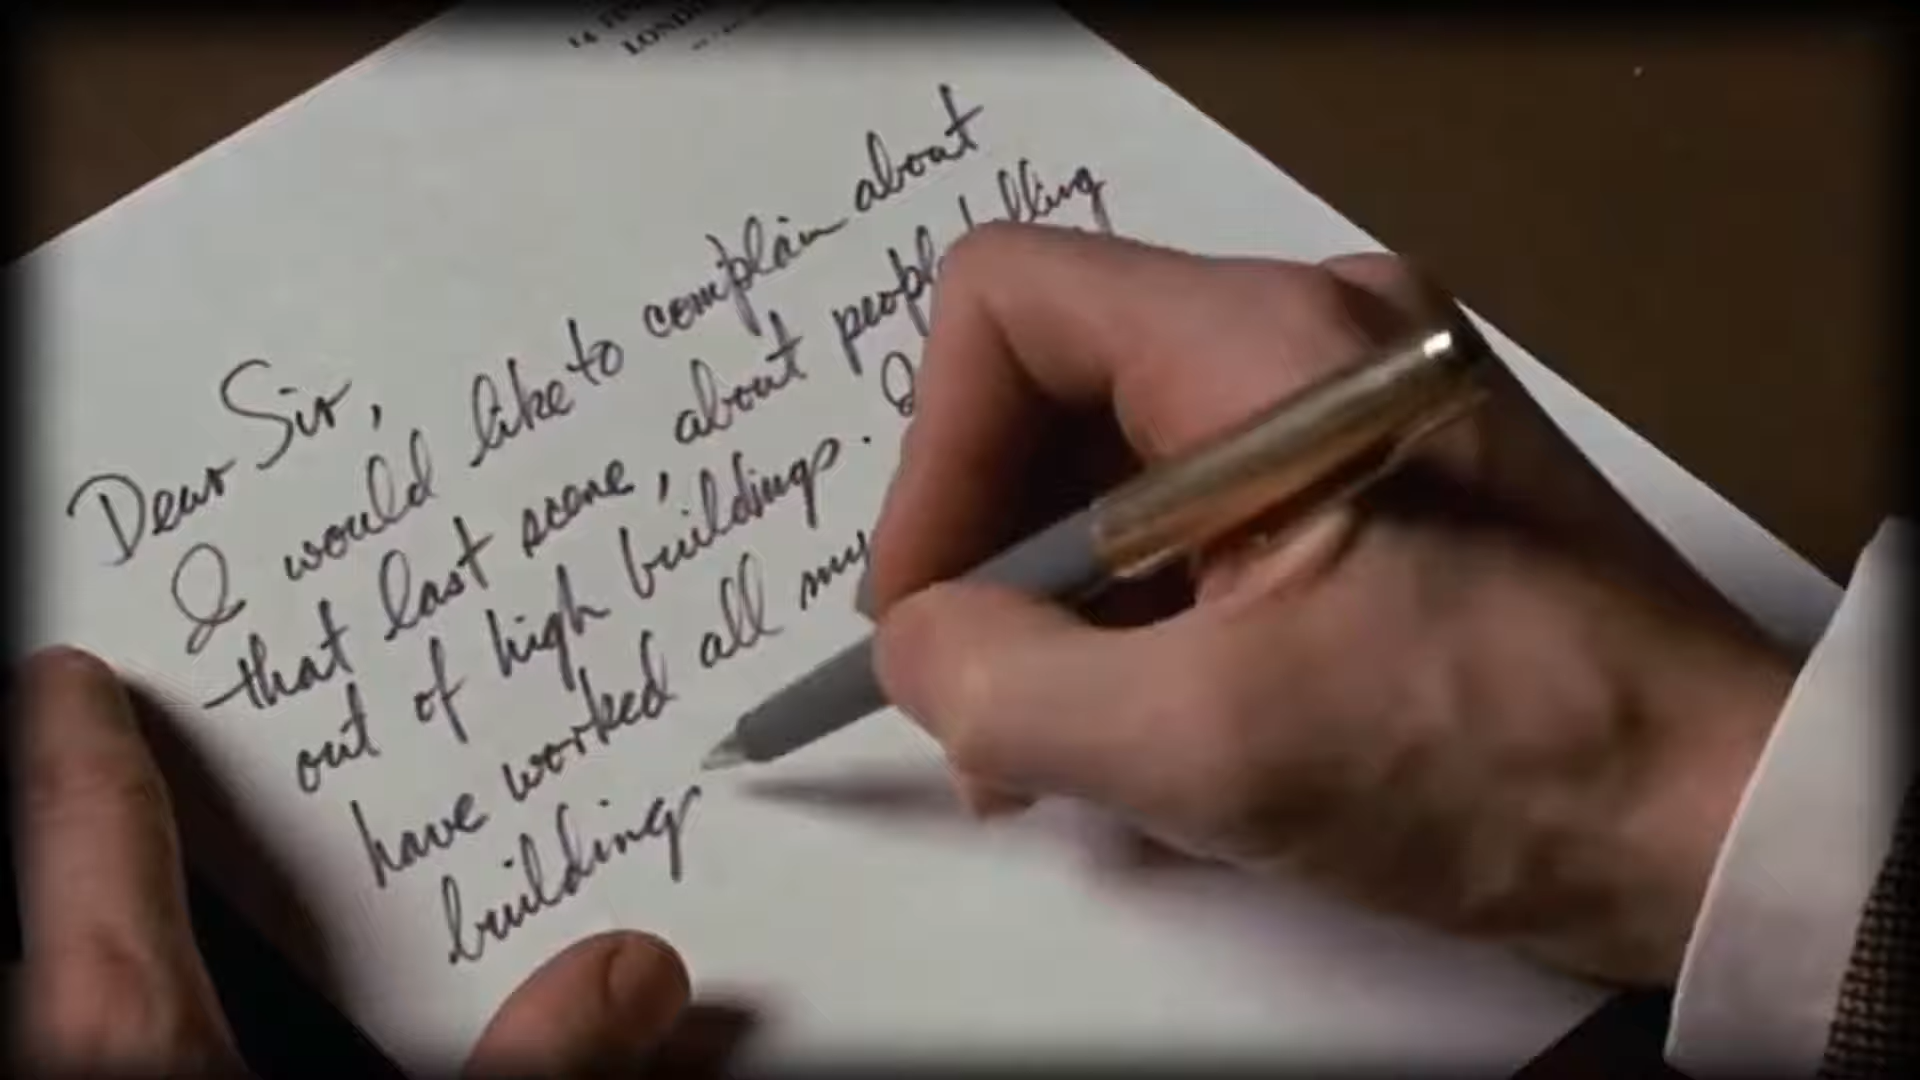 LONDON
Dear Sir,
I would like to complain about
that last scene, about people falling
out of high buildings. I
have worked all my
building